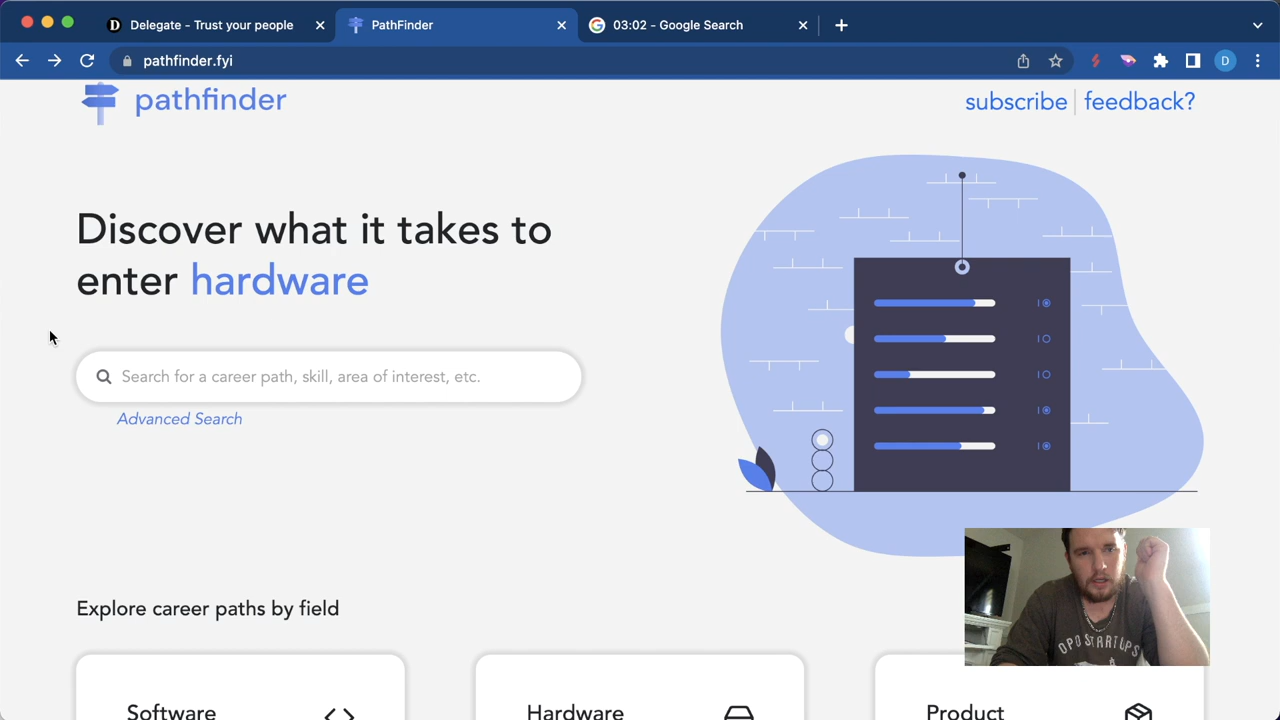 Delegate - Trust your people
PathFinder
03:02 - Google Search
pathfinder.fyi
D
pathfinder
subscribe
feedback?
Discover what it takes to
enter hardware
Search for a career path, skill, area of interest, etc.
Advanced Search
Explore career paths by field
OPO STARTUPS
Software
Hardware
Product